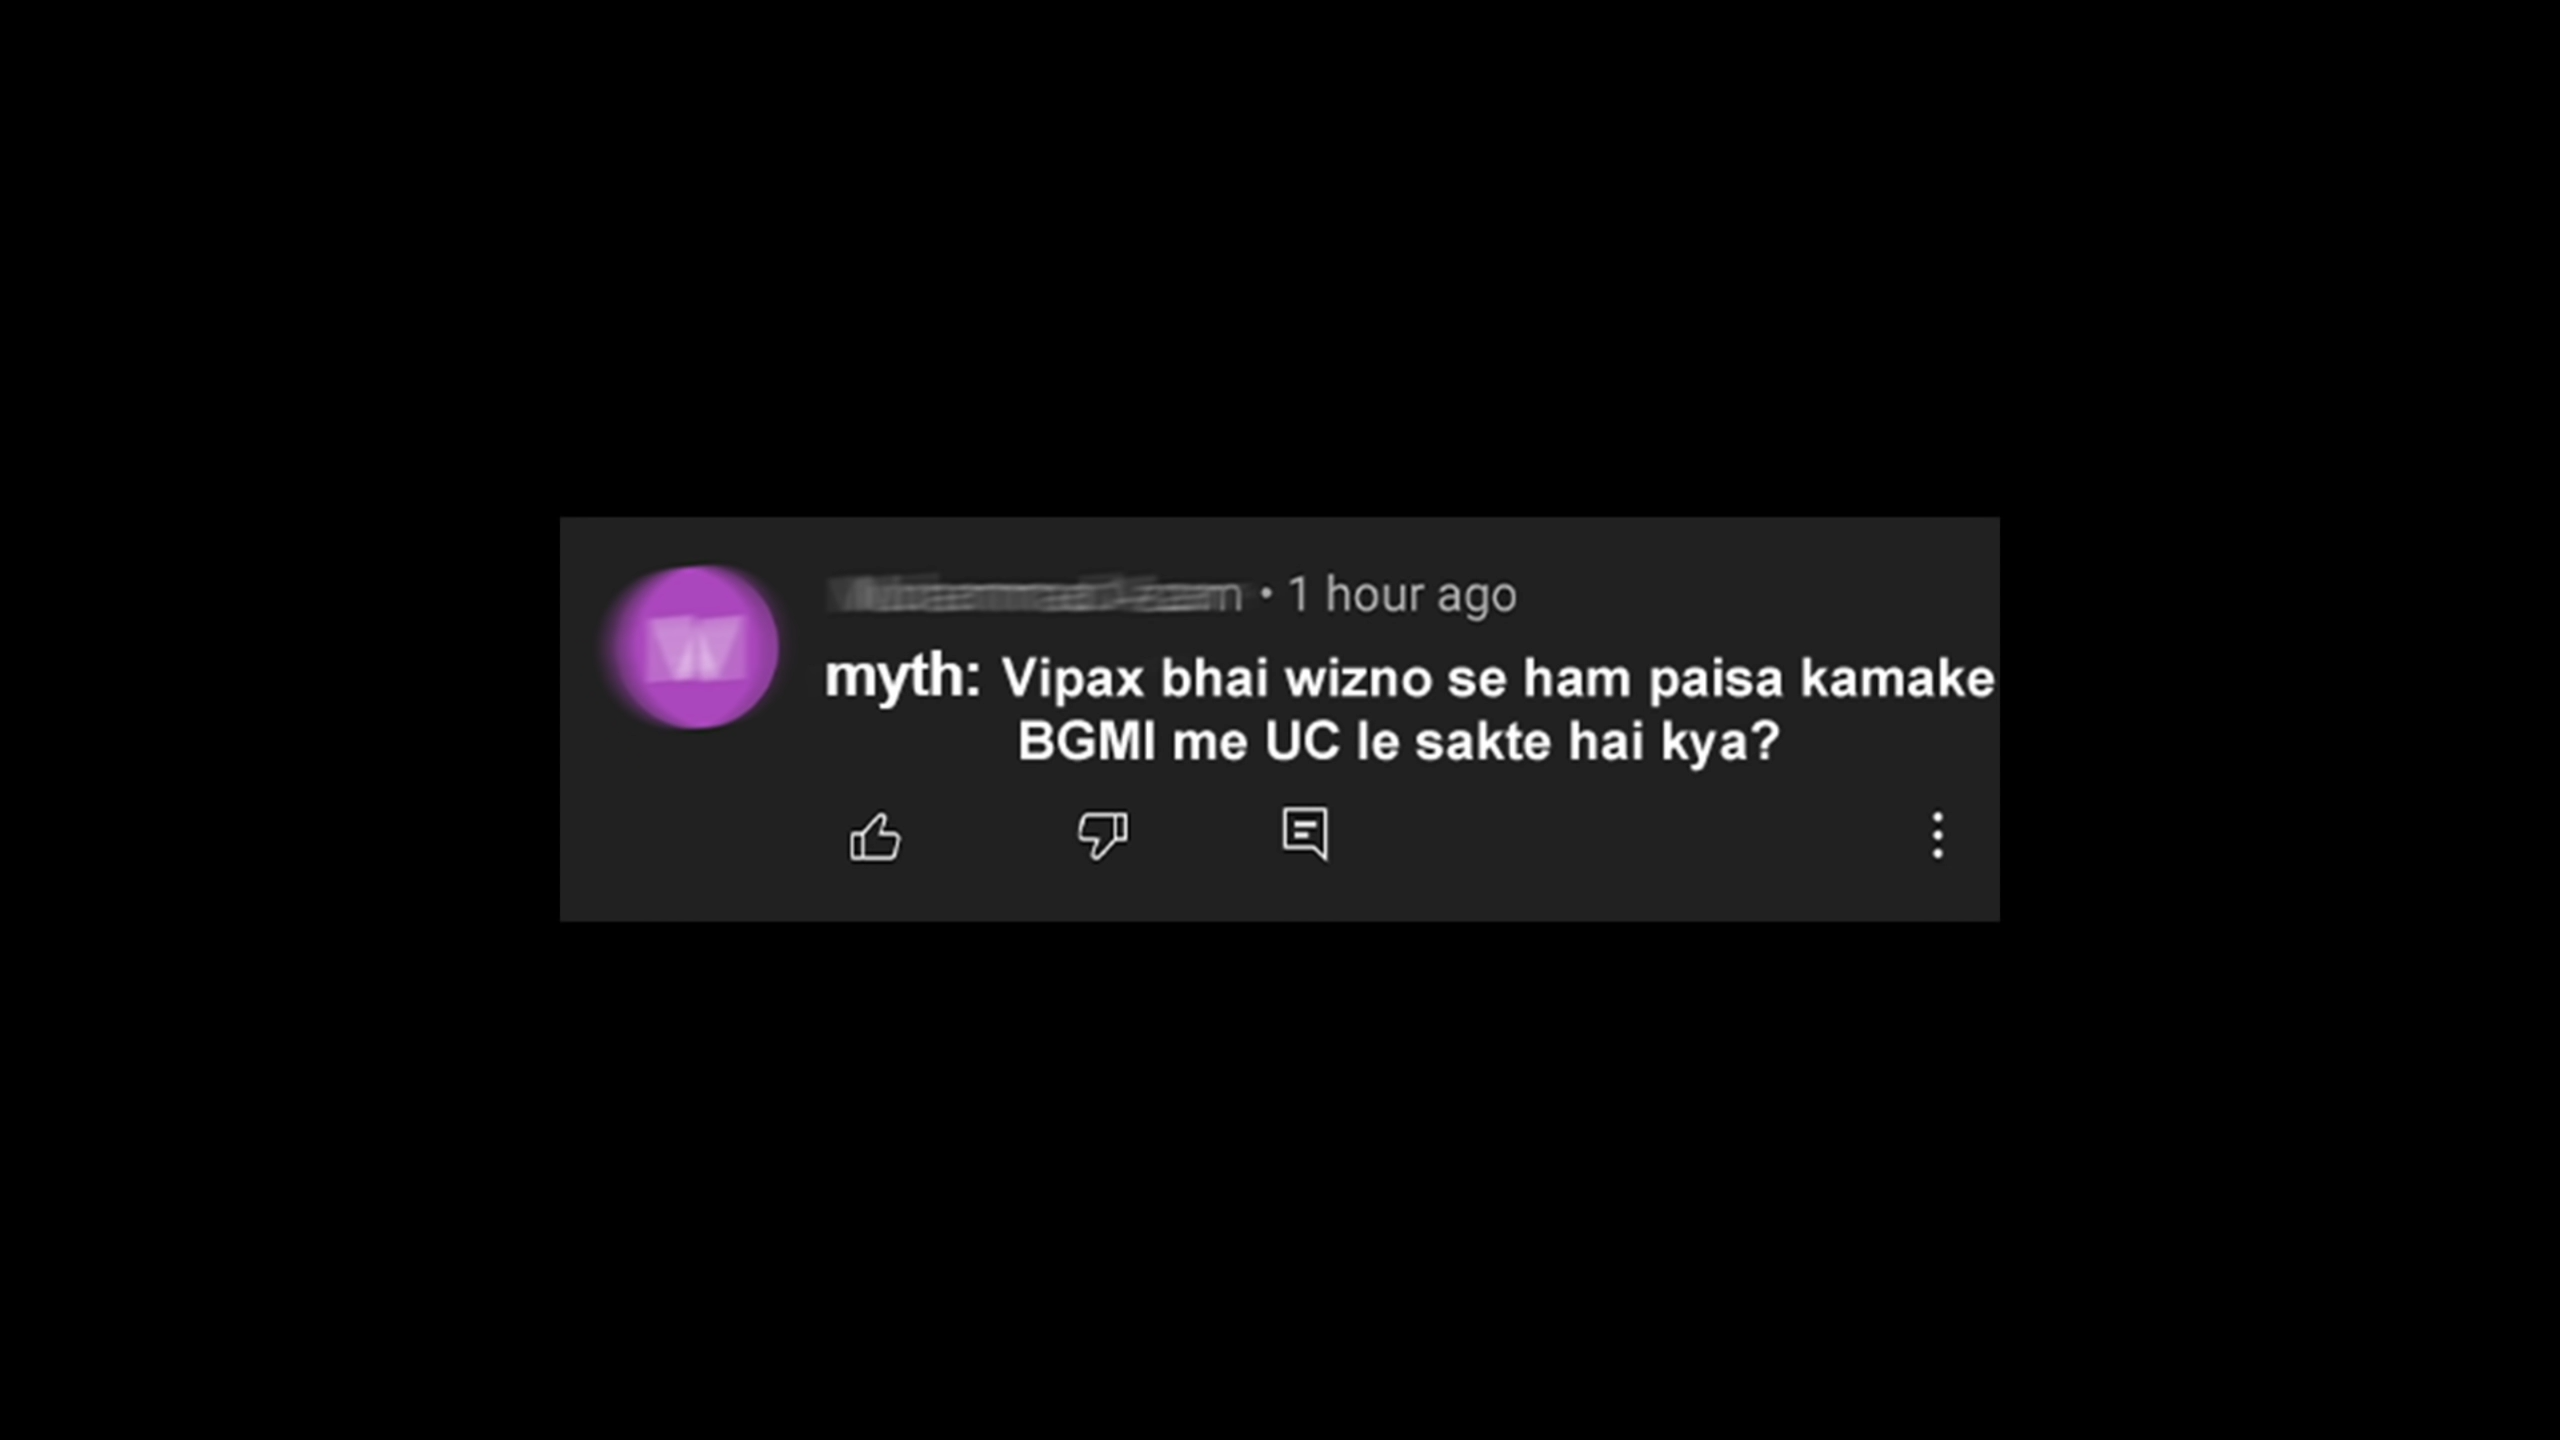 • 1 hour ago
myth: Vipax bhai wizno se ham paisa kamake
BGMI me UC le sakte hai kya?